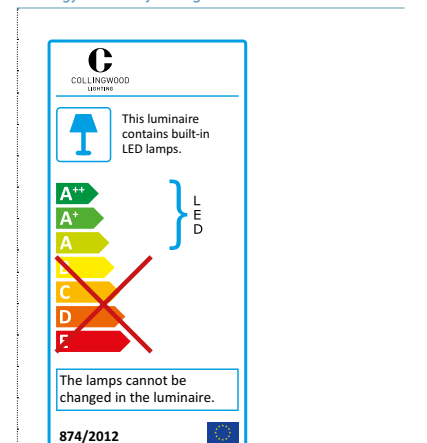 COLLINGWOOD
LIGHTING
This luminaire
contains built-in
LED lamps.
A++
A+
A
L
E
D
C
D
E
The lamps cannot be
changed in the luminaire.
874/2012